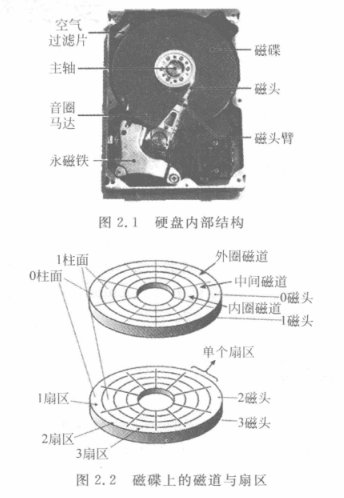 空气
过滤片
主轴
音圈
马达
永磁铁
磁碟
磁头
磁头臂
图 2.1 硬盘内部结构
1柱面
0柱面
外圈磁道
中间磁道
0磁头
内圈磁道
1磁头
单个扇区
1扇区
2扇区
3扇区
2磁头
3磁头
图 2.2 磁碟上的磁道与扇区